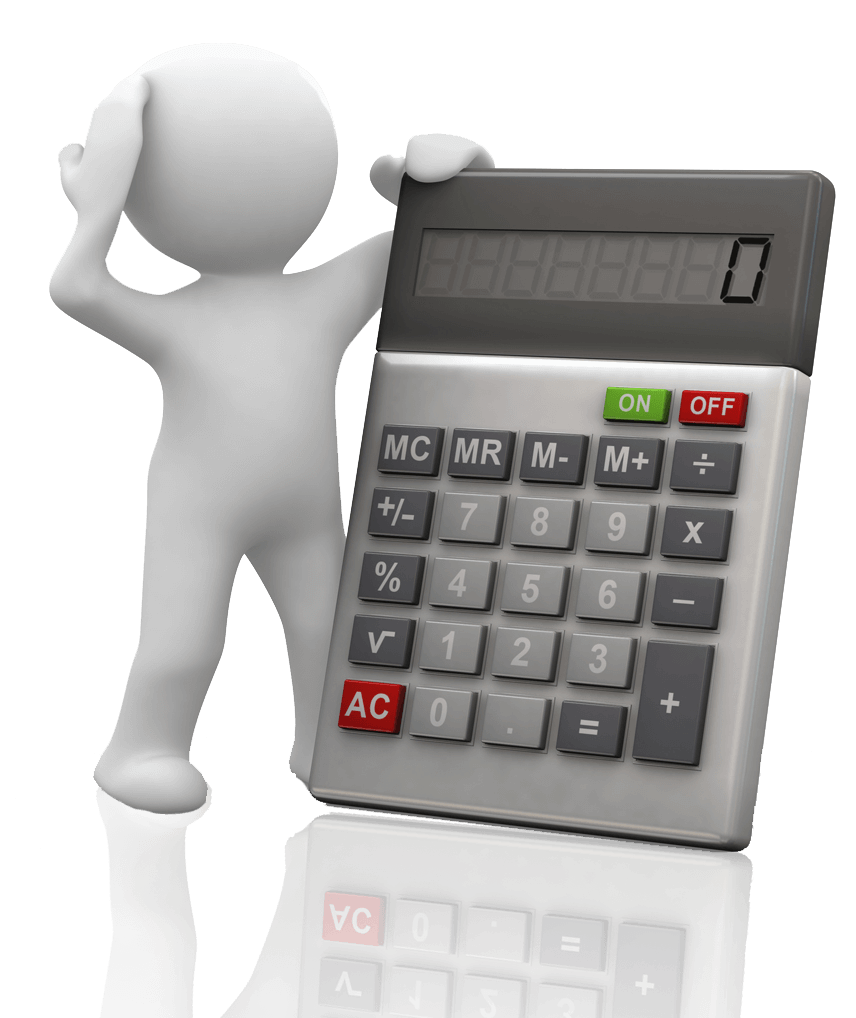 0
ON OFF
MC MR M- M+ ÷
+/- 7 8 9 x
% 4 5 6 –
√ 1 2 3
AC 0 . = +